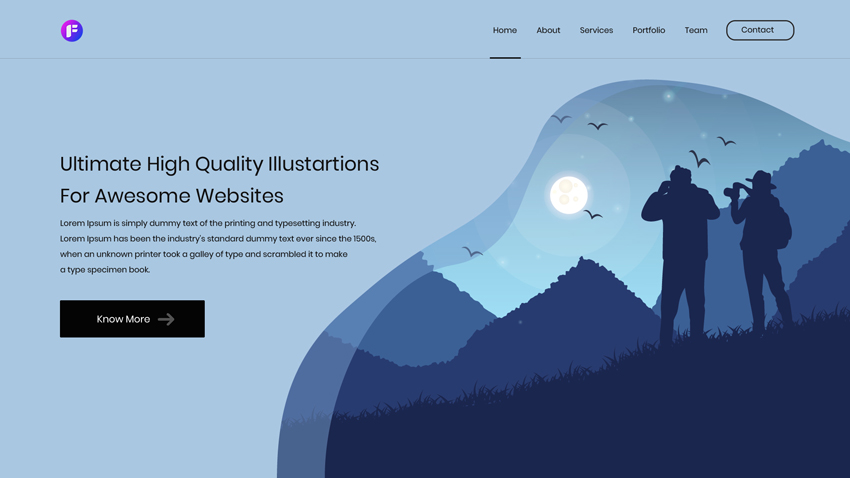 F
Home
About
Services
Portfolio
Team
Contact
Ultimate High Quality Illustartions
For Awesome Websites
Lorem Ipsum is simply dummy text of the printing and typesetting industry.
Lorem Ipsum has been the industry's standard dummy text ever since the 1500s,
when an unknown printer took a galley of type and scrambled it to make
a type specimen book.
Know More